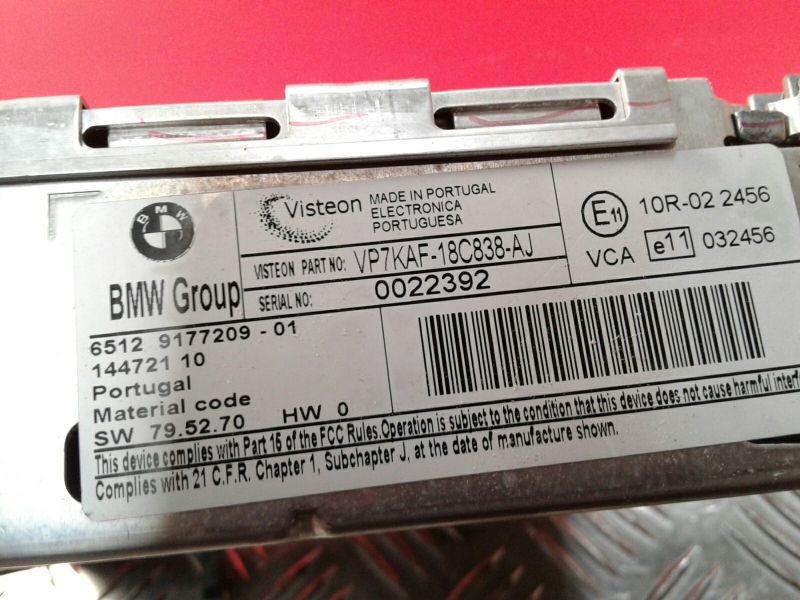 BMW
BMW Group
Visteon
MADE IN PORTUGAL
ELECTRONICA
PORTUGUESA
VISTEON PART NO: VP7KAF-18C838-AJ
SERIAL NO: 0022392
E11 10R-02 2456
VCA e11 032456
6512 9177209-01
144721 10
Portugal
Material code
SW 79.52.70 HW 0
This device complies with Part 15 of the FCC Rules.Operation is subject to the condition that this device does not cause harmful
Complies with 21 C.F.R. Chapter 1, Subchapter J, at the date of manufacture shown.